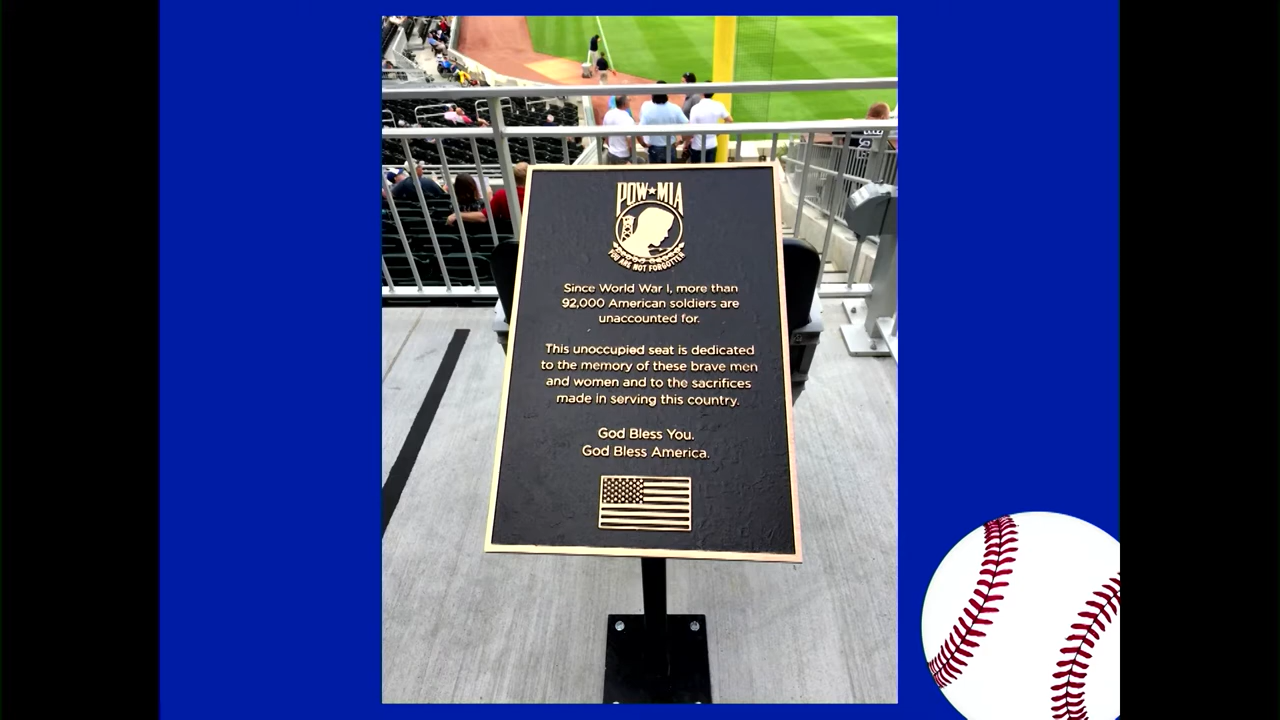 POW★MIA
YOU ARE NOT FORGOTTEN
Since World War I, more than
92,000 American soldiers are
unaccounted for.
This unoccupied seat is dedicated
to the memory of these brave men
and women and to the sacrifices
made in serving this country.
God Bless You.
God Bless America.